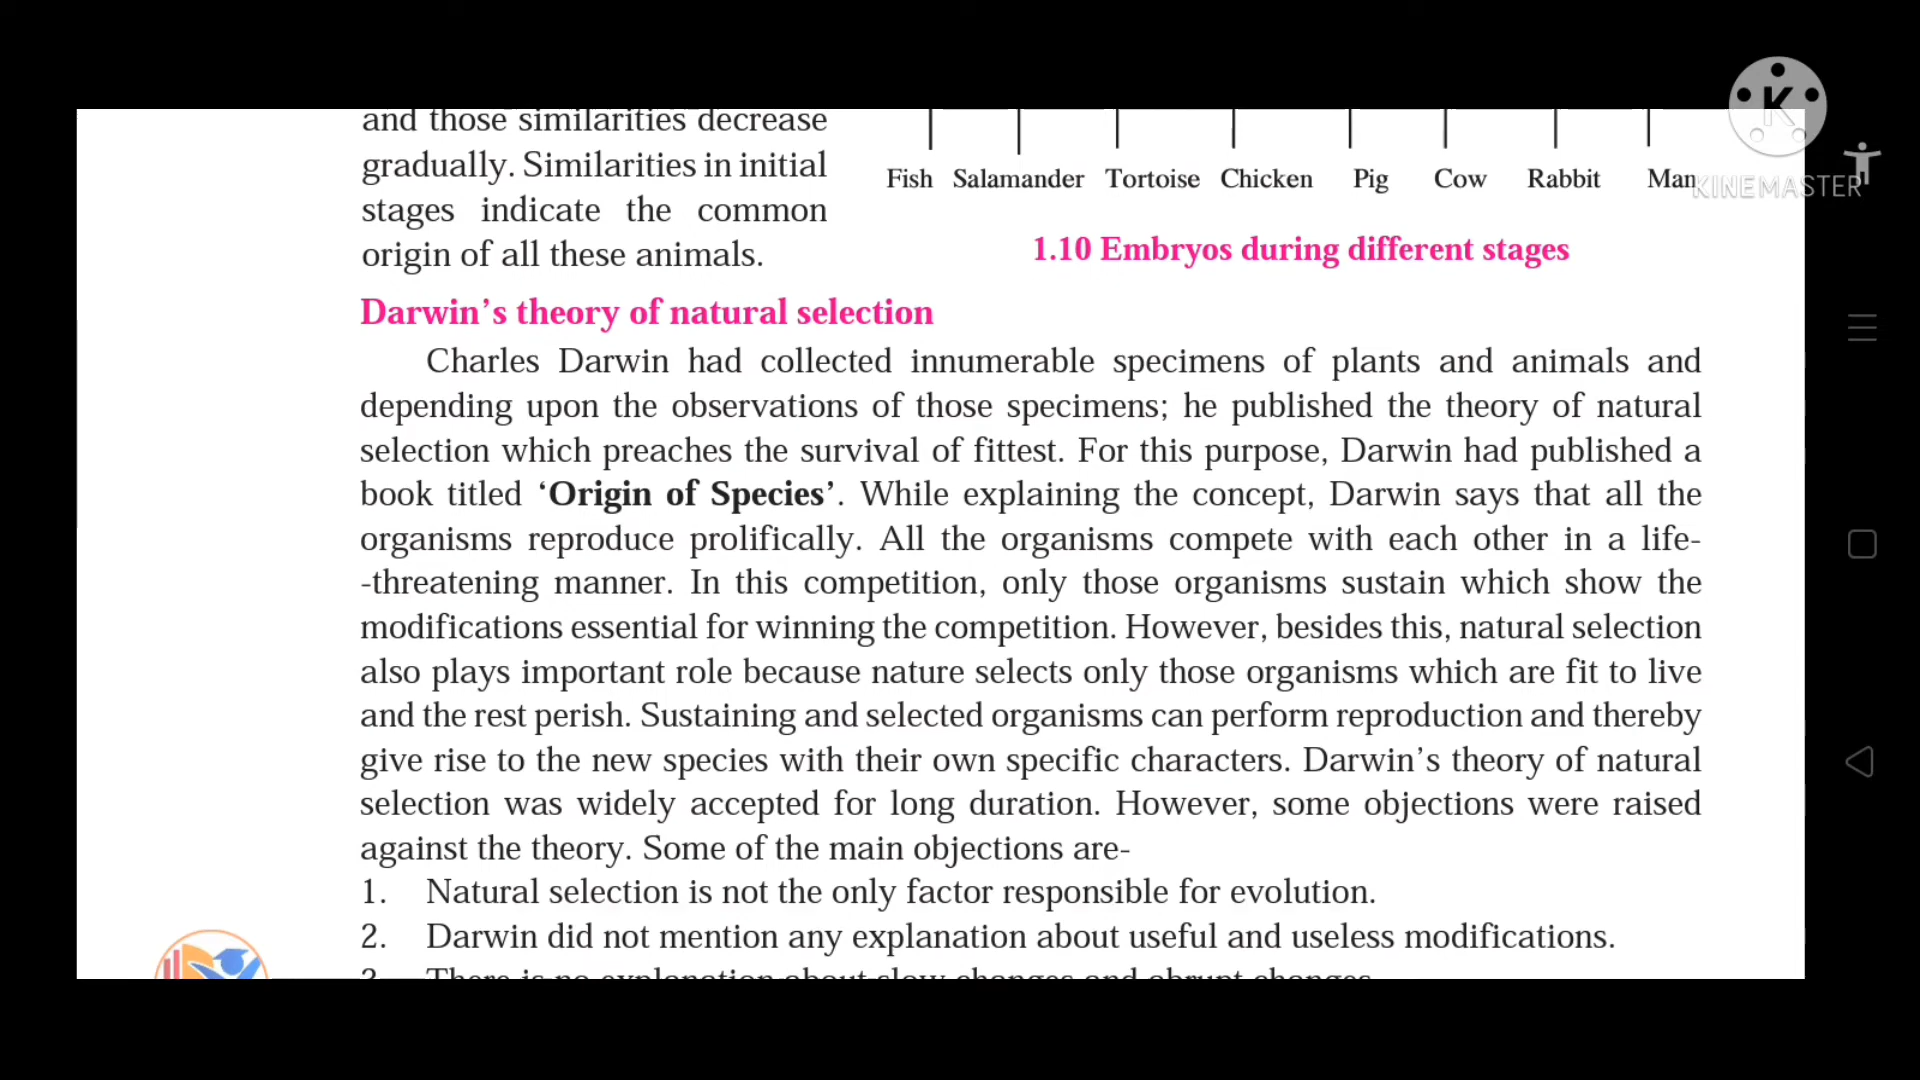 and those similarities decrease
gradually. Similarities in initial
stages indicate the common
origin of all these animals.
Fish Salamander Tortoise Chicken Pig Cow Rabbit Man
1.10 Embryos during different stages
K
KINEMASTER
Darwin’s theory of natural selection
Charles Darwin had collected innumerable specimens of plants and animals and
depending upon the observations of those specimens; he published the theory of natural
selection which preaches the survival of fittest. For this purpose, Darwin had published a
book titled ‘Origin of Species’. While explaining the concept, Darwin says that all the
organisms reproduce prolifically. All the organisms compete with each other in a life-
-threatening manner. In this competition, only those organisms sustain which show the
modifications essential for winning the competition. However, besides this, natural selection
also plays important role because nature selects only those organisms which are fit to live
and the rest perish. Sustaining and selected organisms can perform reproduction and thereby
give rise to the new species with their own specific characters. Darwin’s theory of natural
selection was widely accepted for long duration. However, some objections were raised
against the theory. Some of the main objections are-
1. Natural selection is not the only factor responsible for evolution.
2. Darwin did not mention any explanation about useful and useless modifications.
3. There is no explanation about slow changes and abrupt changes.